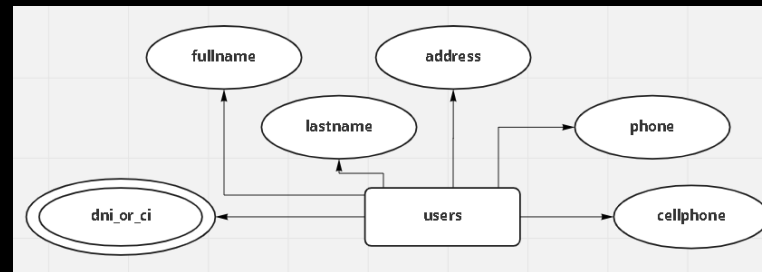 fullname
address
lastname
phone
dni_or_ci
users
cellphone